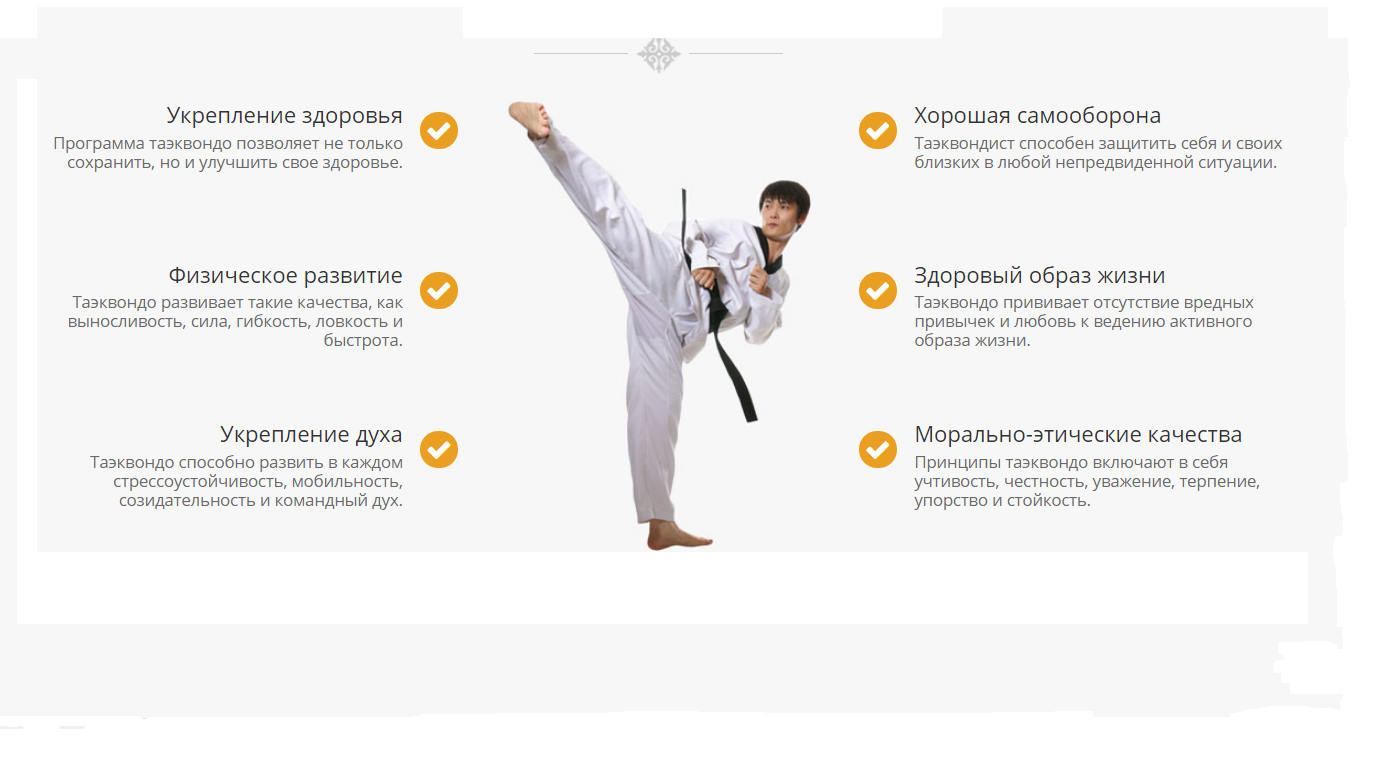 Укрепление здоровья
Программа таэквондо позволяет не только
сохранить, но и улучшить свое здоровье.
Физическое развитие
Таэквондо развивает такие качества, как
выносливость, сила, гибкость, ловкость и
быстрота.
Укрепление духа
Таэквондо способно развить в каждом
стрессоустойчивость, мобильность,
созидательность и командный дух.
Хорошая самооборона
Таэквондист способен защитить себя и своих
близких в любой непредвиденной ситуации.
Здоровый образ жизни
Таэквондо прививает отсутствие вредных
привычек и любовь к ведению активного
образа жизни.
Морально-этические качества
Принципы таэквондо включают в себя
учтивость, честность, уважение, терпение,
упорство и стойкость.